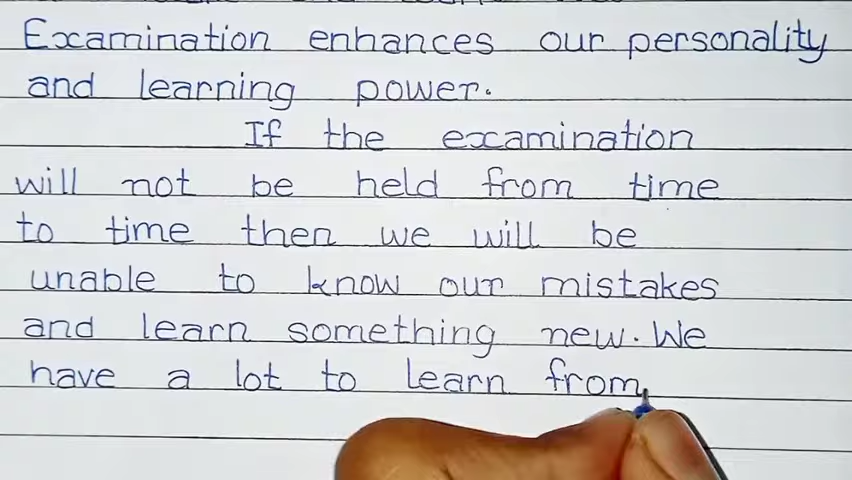 Examination enhances our personality
and learning power.
If the examination
will not be held from time
to time then we will be
unable to know our mistakes
and learn something new. We
have a lot to learn from